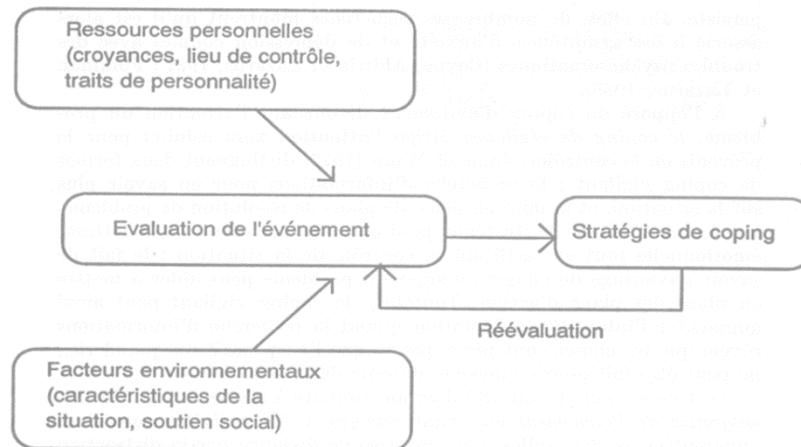 Ressources personnelles
(croyances, lieu de contrôle,
traits de personnalité)
Evaluation de l'événement
Stratégies de coping
Réévaluation
Facteurs environnementaux
(caractéristiques de la
situation, soutien social)